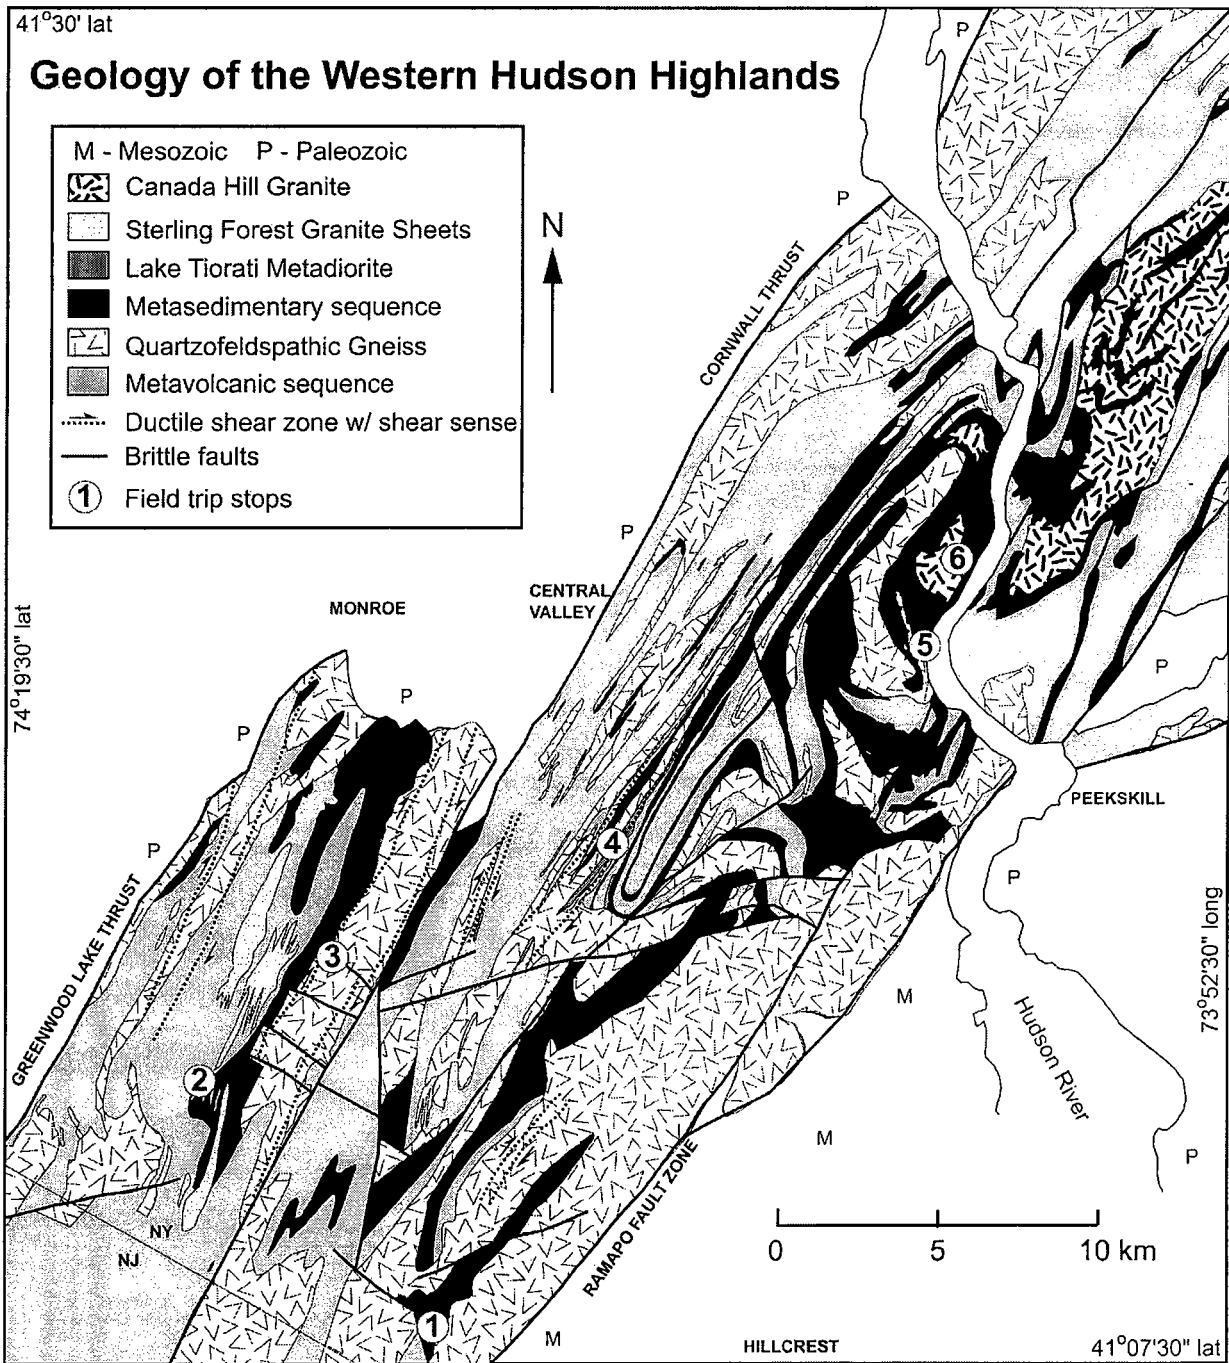 41°30' lat
Geology of the Western Hudson Highlands
M - Mesozoic P - Paleozoic
Canada Hill Granite
Sterling Forest Granite Sheets
Lake Tiorati Metadiorite
Metasedimentary sequence
Quartzofeldspathic Gneiss
Metavolcanic sequence
Ductile shear zone w/ shear sense
Brittle faults
1 Field trip stops
N
P
P
P
CORNWALL THRUST
P
CENTRAL
VALLEY
MONROE
74°19'30" lat
P
P
P
P
6
5
4
3
2
1
PEEKSKILL
P
GREENWOOD LAKE THRUST
M
73°52'30" long
Hudson River
M
P
RAMAPO FAULT ZONE
NY
NJ
0 5 10 km
M
HILLCREST
41°07'30" lat